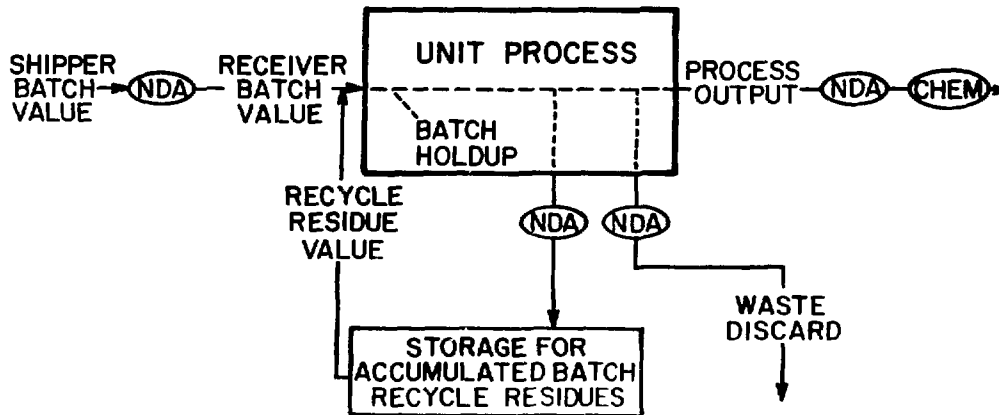 SHIPPER
BATCH
VALUE
NDA
RECEIVER
BATCH
VALUE
UNIT PROCESS
BATCH
HOLDUP
PROCESS
OUTPUT
NDA
CHEM
RECYCLE
RESIDUE
VALUE
NDA
NDA
WASTE
DISCARD
STORAGE FOR
ACCUMULATED BATCH
RECYCLE RESIDUES